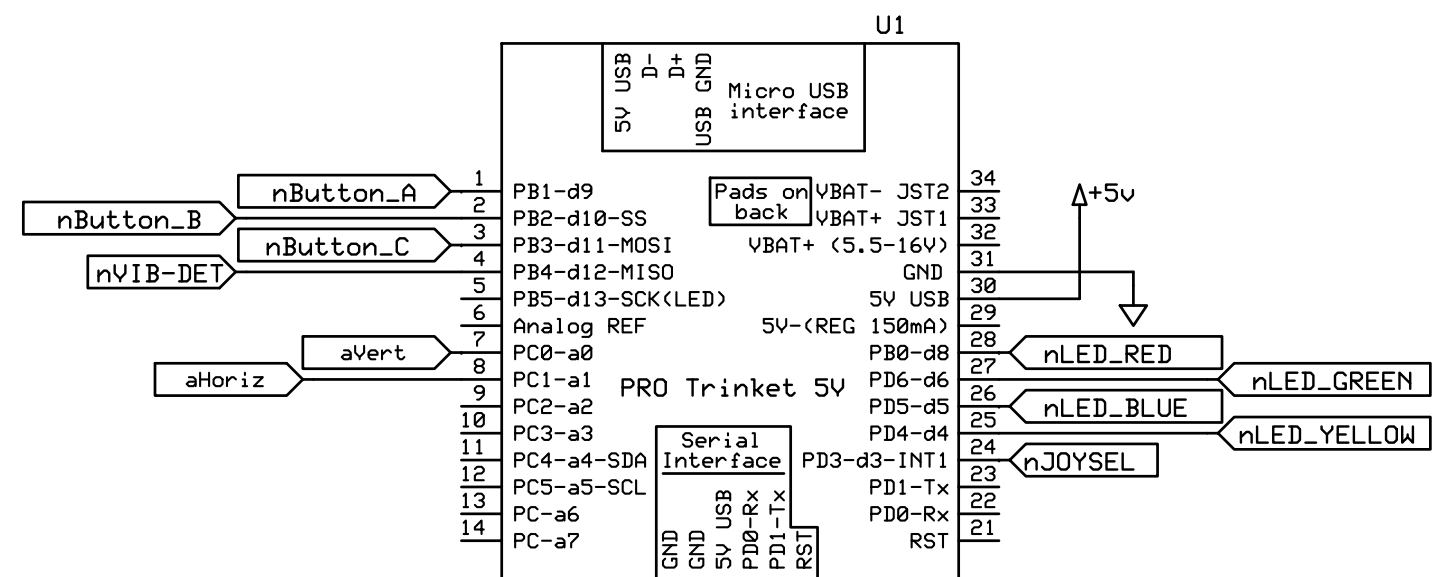 U1
5V USB
D-
D+
USB GND
Micro USB
interface
nButton_A 1 PB1-d9
nButton_B 2 PB2-d10-SS
nButton_C 3 PB3-d11-MOSI
nVIB-DET 4 PB4-d12-MISO
5 PB5-d13-SCK(LED)
6 Analog REF
aVert 7 PC0-a0
aHoriz 8 PC1-a1
9 PC2-a2
10 PC3-a3
11 PC4-a4-SDA
12 PC5-a5-SCL
13 PC-a6
14 PC-a7
Pads on
back
PRO Trinket 5V
Serial
Interface
GND
GND
5V USB
PD0-Rx
PD1-Tx
RST
VBAT- JST2 34
VBAT+ JST1 33
VBAT+ (5.5-16V) 32
GND 31
5V USB 30
+5v
5V-(REG 150mA) 29
PB0-d8 28 nLED_RED
PD6-d6 27 nLED_GREEN
PD5-d5 26 nLED_BLUE
PD4-d4 25 nLED_YELLOW
PD3-d3-INT1 24 nJOYSEL
PD1-Tx 23
PD0-Rx 22
RST 21